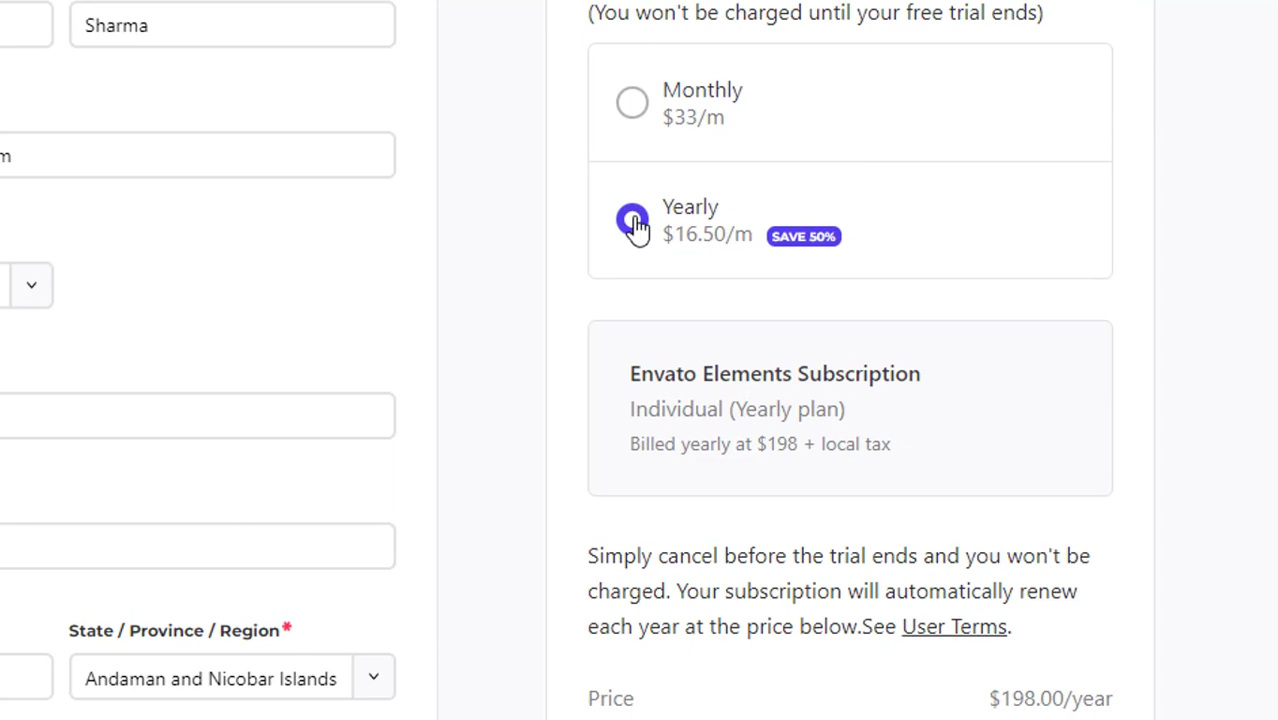 Sharma
m
State / Province / Region*
Andaman and Nicobar Islands
(You won't be charged until your free trial ends)
Monthly
$33/m
Yearly
$16.50/m SAVE 50%
Envato Elements Subscription
Individual (Yearly plan)
Billed yearly at $198 + local tax
Simply cancel before the trial ends and you won't be
charged. Your subscription will automatically renew
each year at the price below.See User Terms.
Price $198.00/year